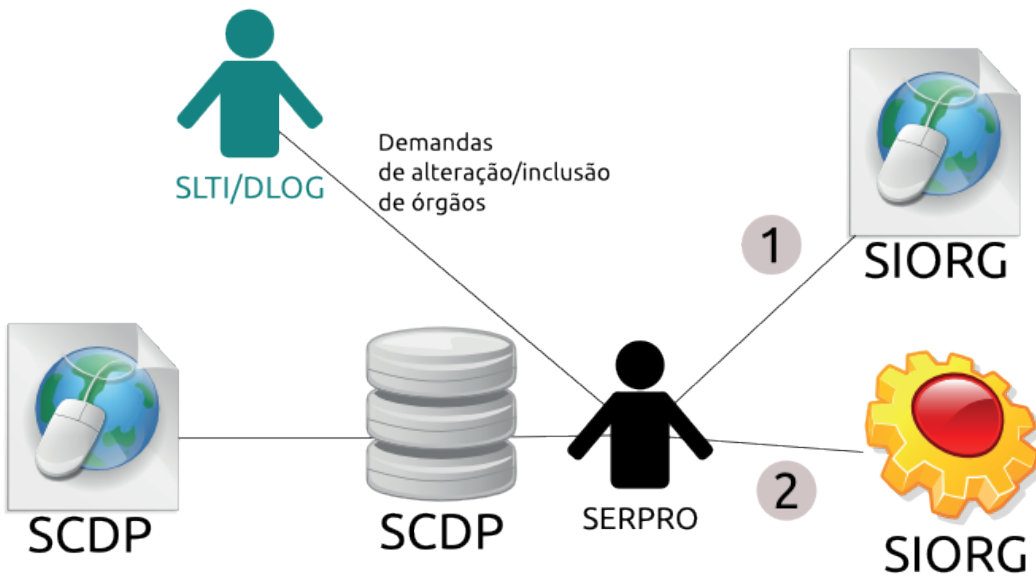 Demandas
de alteração/inclusão
de órgãos
SLTI/DLOG
1
SIORG
SCDP
SCDP
SERPRO
2
SIORG